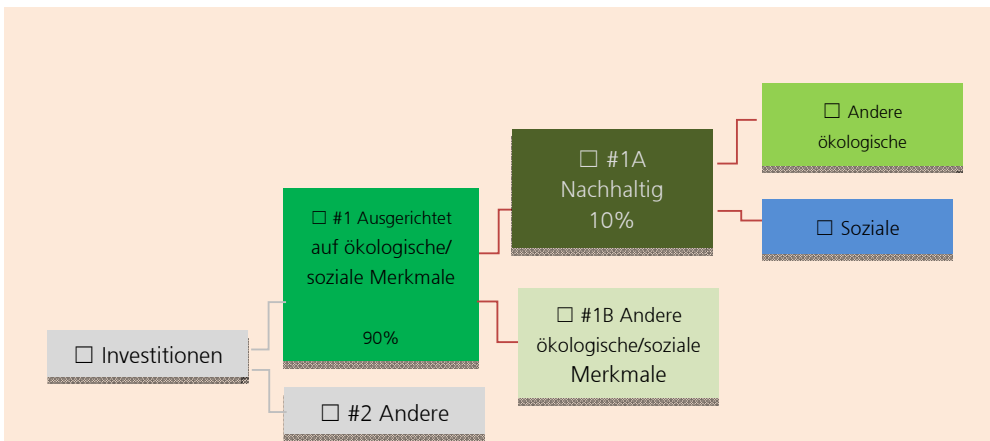 ☐ Andere
ökologische
☐ #1A
Nachhaltig
10%
☐ #1 Ausgerichtet
auf ökologische/
soziale Merkmale
90%
☐ Soziale
☐ #1B Andere
ökologische/soziale
Merkmale
☐ Investitionen
☐ #2 Andere